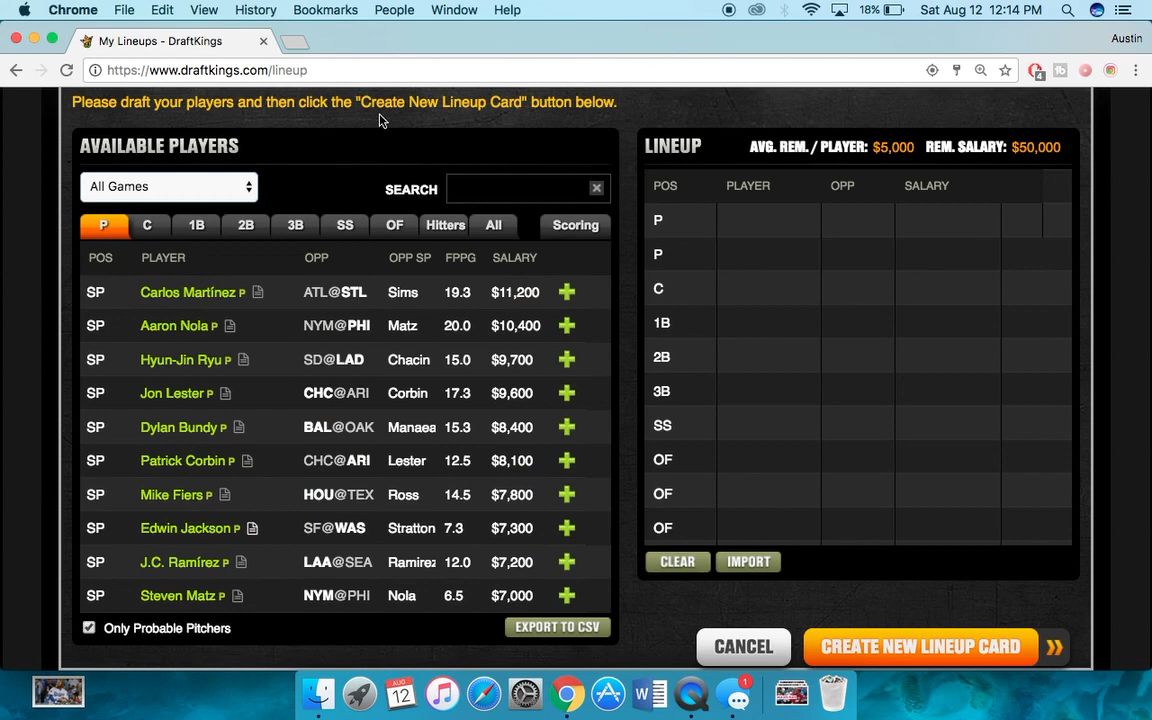 Chrome File Edit View History Bookmarks People Window Help 18% Sat Aug 12 12:14 PM
My Lineups - DraftKings Austin
https://www.draftkings.com/lineup 4
Please draft your players and then click the "Create New Lineup Card" button below.
AVAILABLE PLAYERS
All Games SEARCH
P C 1B 2B 3B SS OF Hitters All Scoring
POS PLAYER OPP OPP SP FPPG SALARY
SP Carlos Martínez P ATL@STL Sims 19.3 $11,200
SP Aaron Nola P NYM@PHI Matz 20.0 $10,400
SP Hyun-Jin Ryu P SD@LAD Chacin 15.0 $9,700
SP Jon Lester P CHC@ARI Corbin 17.3 $9,600
SP Dylan Bundy P BAL@OAK Manaea 15.3 $8,400
SP Patrick Corbin P CHC@ARI Lester 12.5 $8,100
SP Mike Fiers P HOU@TEX Ross 14.5 $7,800
SP Edwin Jackson P SF@WAS Stratton 7.3 $7,300
SP J.C. Ramírez P LAA@SEA Ramirez 12.0 $7,200
SP Steven Matz P NYM@PHI Nola 6.5 $7,000
Only Probable Pitchers EXPORT TO CSV
LINEUP AVG. REM. / PLAYER: $5,000 REM. SALARY: $50,000
POS PLAYER OPP SALARY
P
P
C
1B
2B
3B
SS
OF
OF
OF
CLEAR IMPORT
CANCEL CREATE NEW LINEUP CARD
AUG 12 W 1